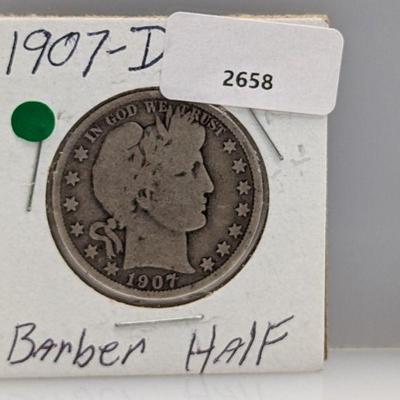 1907-D
2658
IN GOD WE TRUST
1907
Barber Half